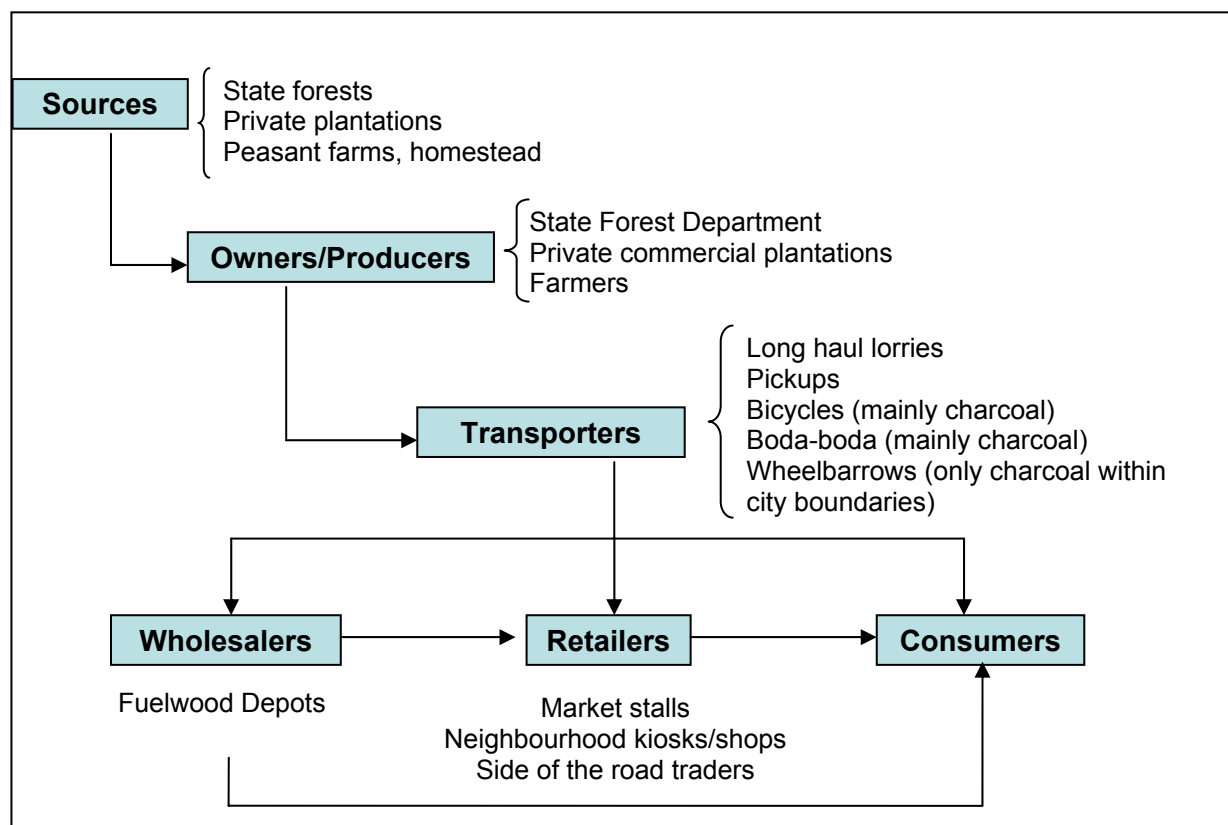 Sources
State forests
Private plantations
Peasant farms, homestead
Owners/Producers
State Forest Department
Private commercial plantations
Farmers
Transporters
Long haul lorries
Pickups
Bicycles (mainly charcoal)
Boda-boda (mainly charcoal)
Wheelbarrows (only charcoal within
city boundaries)
Wholesalers
Fuelwood Depots
Retailers
Market stalls
Neighbourhood kiosks/shops
Side of the road traders
Consumers